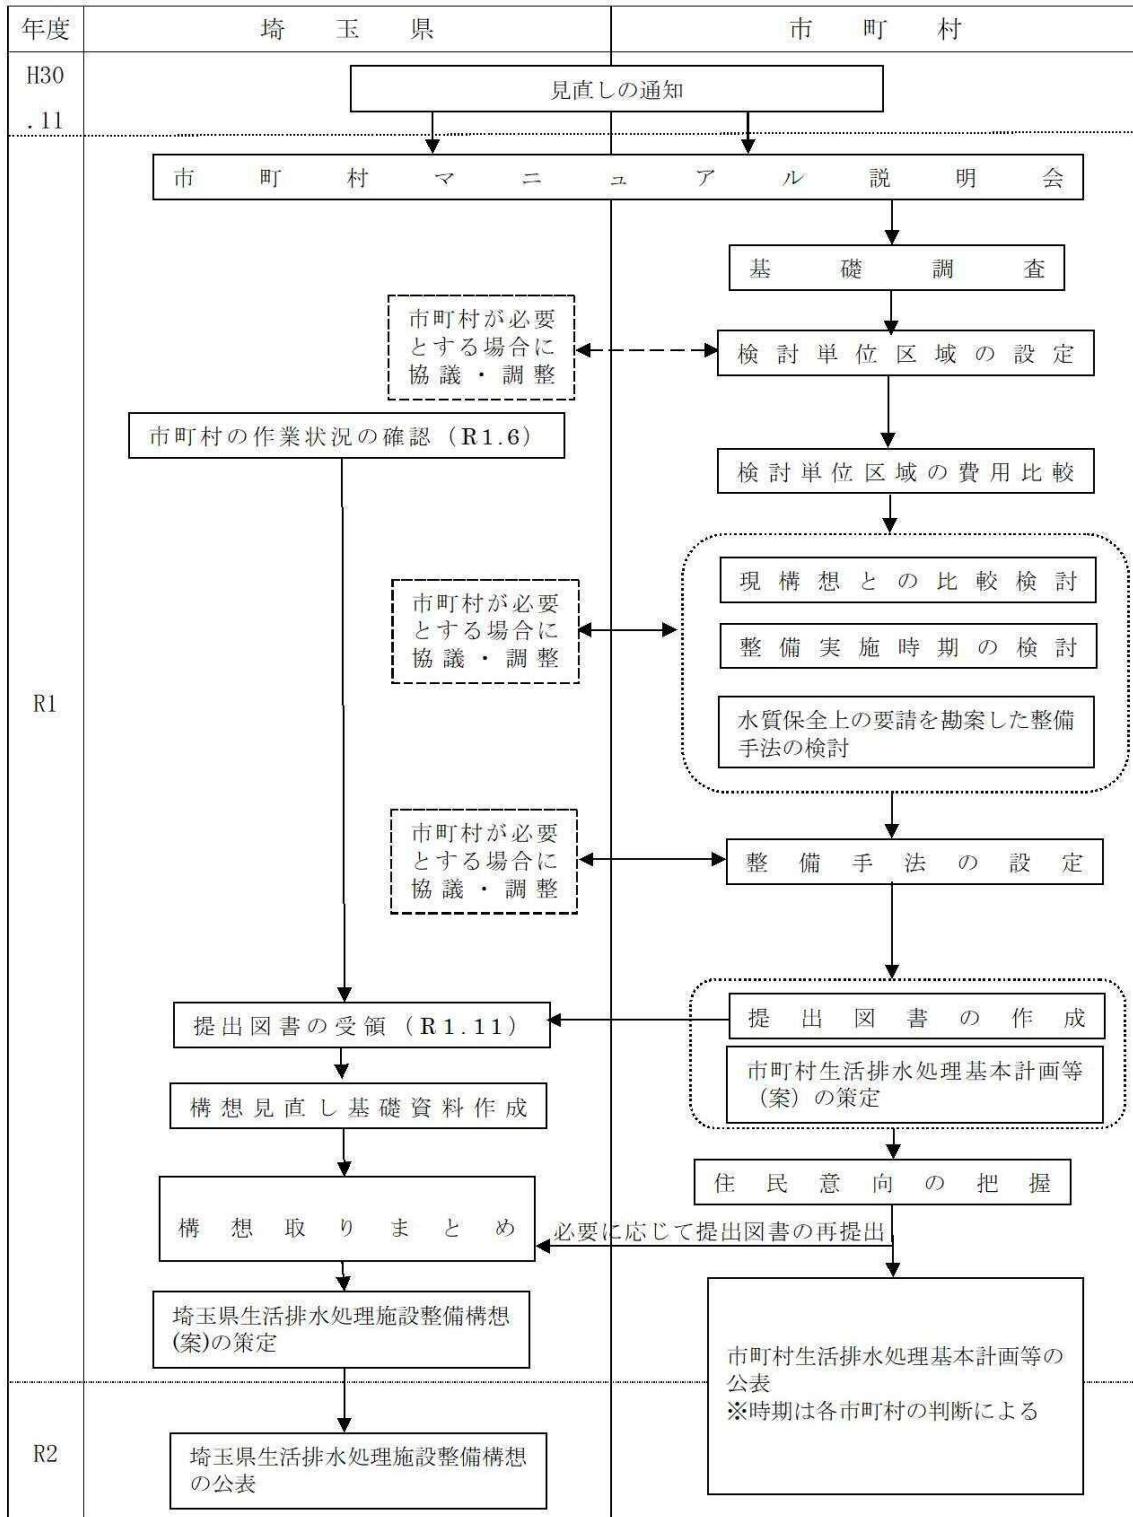 年度
埼玉県
市町村
H30
.11
見直しの通知
市町村マニュアル説明会
基礎調査
市町村が必要
とする場合に
協議・調整
検討単位区域の設定
市町村の作業状況の確認（R1.6）
検討単位区域の費用比較
現構想との比較検討
市町村が必要
とする場合に
協議・調整
整備実施時期の検討
R1
水質保全上の要請を勘案した整備
手法の検討
市町村が必要
とする場合に
協議・調整
整備手法の設定
提出図書の受領（R1.11）
提出図書の作成
市町村生活排水処理基本計画等
（案）の策定
構想見直し基礎資料作成
住民意向の把握
構想取りまとめ
必要に応じて提出図書の再提出
埼玉県生活排水処理施設整備構想
(案)の策定
市町村生活排水処理基本計画等の
公表
※時期は各市町村の判断による
R2
埼玉県生活排水処理施設整備構想
の公表